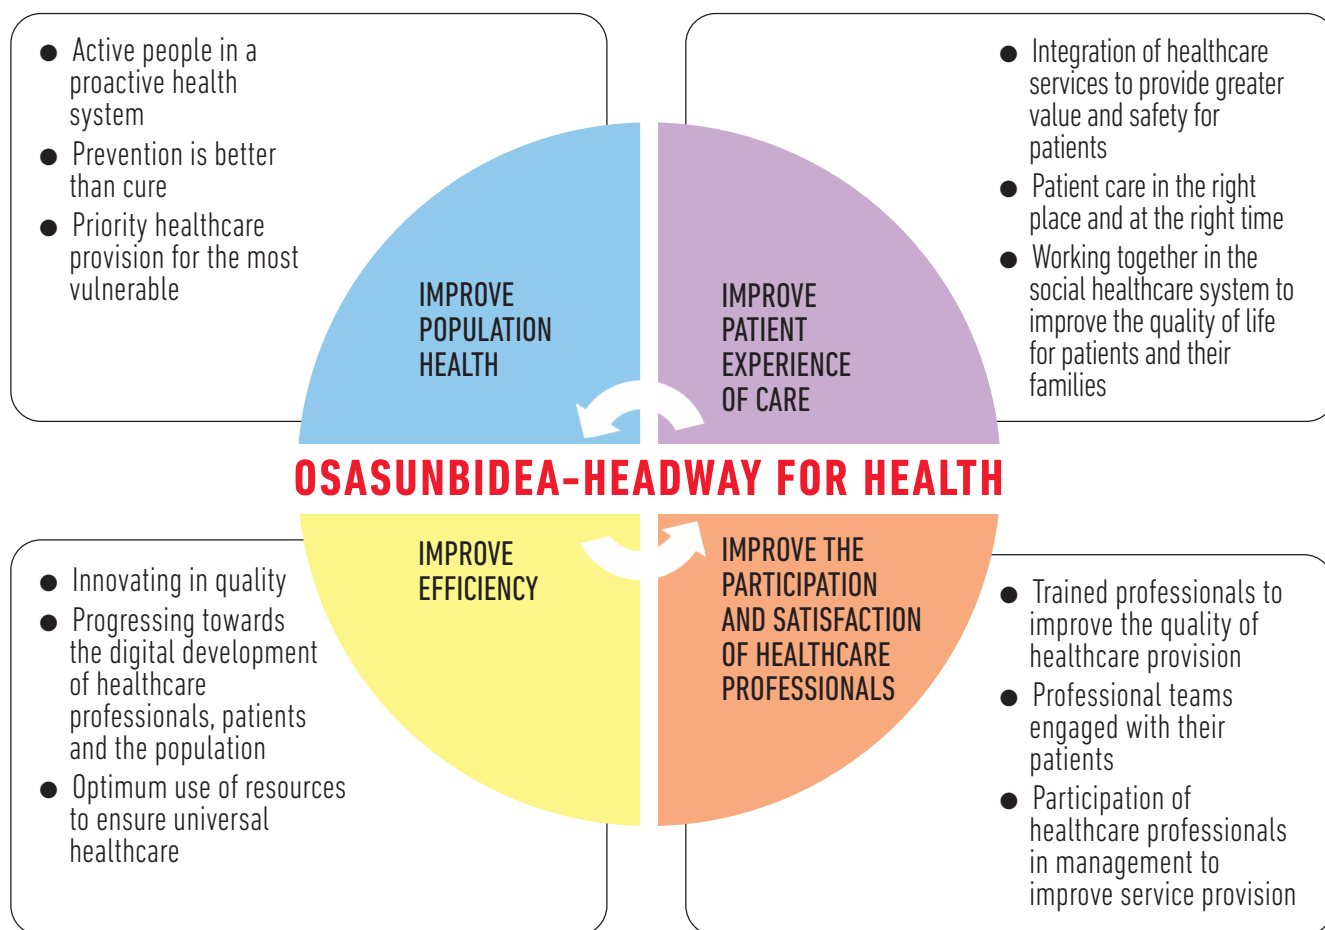 ● Active people in a
proactive health
system
● Prevention is better
than cure
● Priority healthcare
provision for the most
vulnerable
● Integration of healthcare
services to provide greater
value and safety for
patients
● Patient care in the right
place and at the right time
● Working together in the
social healthcare system to
improve the quality of life
for patients and their
families
IMPROVE
POPULATION
HEALTH
IMPROVE
PATIENT
EXPERIENCE
OF CARE
OSASUNBIDEA-HEADWAY FOR HEALTH
IMPROVE
EFFICIENCY
IMPROVE THE
PARTICIPATION
AND SATISFACTION
OF HEALTHCARE
PROFESSIONALS
● Innovating in quality
● Progressing towards
the digital development
of healthcare
professionals, patients
and the population
● Optimum use of resources
to ensure universal
healthcare
● Trained professionals to
improve the quality of
healthcare provision
● Professional teams
engaged with their
patients
● Participation of
healthcare professionals
in management to
improve service provision